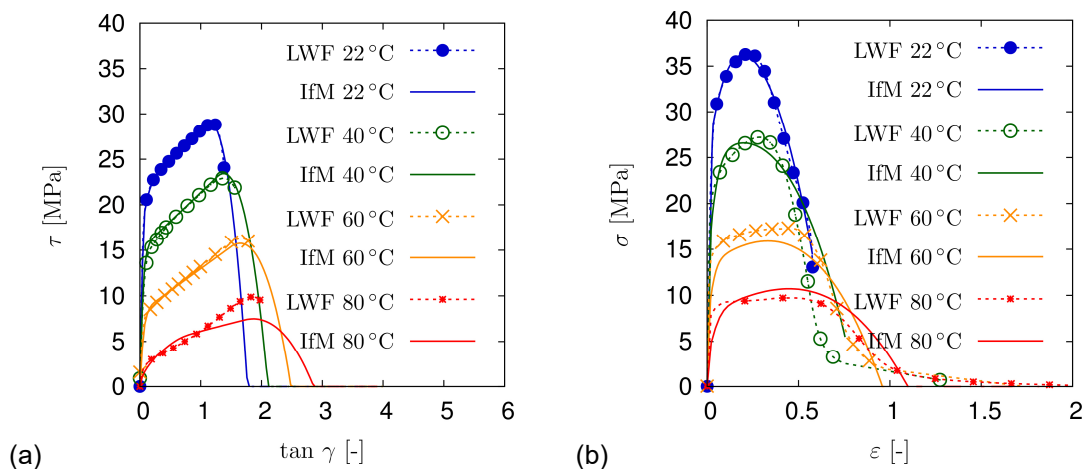 40
35
30
25
20
15
10
5
0
τ [MPa]
0 1 2 3 4 5 6
tan γ [-]
LWF 22 °C
IfM 22 °C
LWF 40 °C
IfM 40 °C
LWF 60 °C
IfM 60 °C
LWF 80 °C
IfM 80 °C
(a)
40
35
30
25
20
15
10
5
0
σ [MPa]
0 0.5 1 1.5 2
ε [-]
LWF 22 °C
IfM 22 °C
LWF 40 °C
IfM 40 °C
LWF 60 °C
IfM 60 °C
LWF 80 °C
IfM 80 °C
(b)